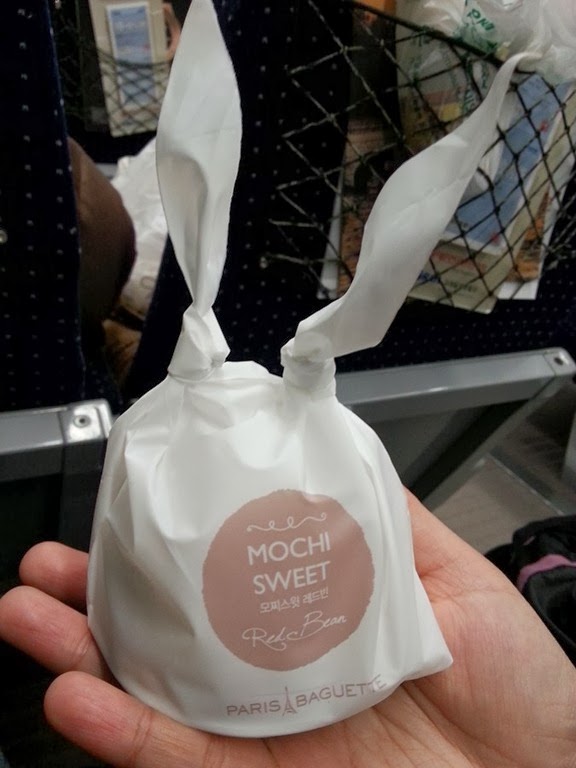 MOCHI
SWEET
모찌스윗 레드빈
Red Bean
PARIS BAGUETTE